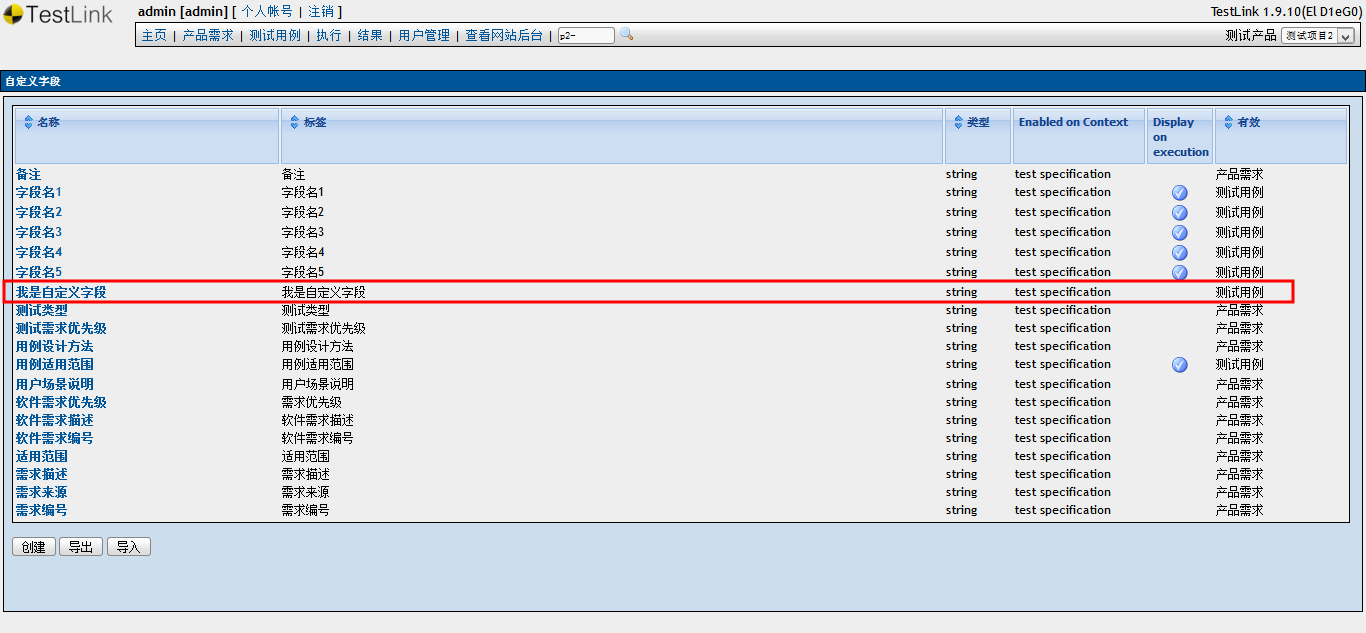 TestLink
admin [admin] [ 个人帐号 | 注销 ]
TestLink 1.9.10(El D1eG0)
主页 | 产品需求 | 测试用例 | 执行 | 结果 | 用户管理 | 查看网站后台 | p2-
测试产品 测试项目2
自定义字段
名称 标签 类型 Enabled on Context Display on execution 有效
备注 备注 string test specification 产品需求
字段名1 字段名1 string test specification 测试用例
字段名2 字段名2 string test specification 测试用例
字段名3 字段名3 string test specification 测试用例
字段名4 字段名4 string test specification 测试用例
字段名5 字段名5 string test specification 测试用例
我是自定义字段 我是自定义字段 string test specification 测试用例
测试类型 测试类型 string test specification 产品需求
测试需求优先级 测试需求优先级 string test specification 产品需求
用例设计方法 用例设计方法 string test specification 产品需求
用例适用范围 用例适用范围 string test specification 测试用例
用户场景说明 用户场景说明 string test specification 产品需求
软件需求优先级 需求优先级 string test specification 产品需求
软件需求描述 软件需求描述 string test specification 产品需求
软件需求编号 软件需求编号 string test specification 产品需求
适用范围 适用范围 string test specification 产品需求
需求描述 需求描述 string test specification 产品需求
需求来源 需求来源 string test specification 产品需求
需求编号 需求编号 string test specification 产品需求
创建 导出 导入